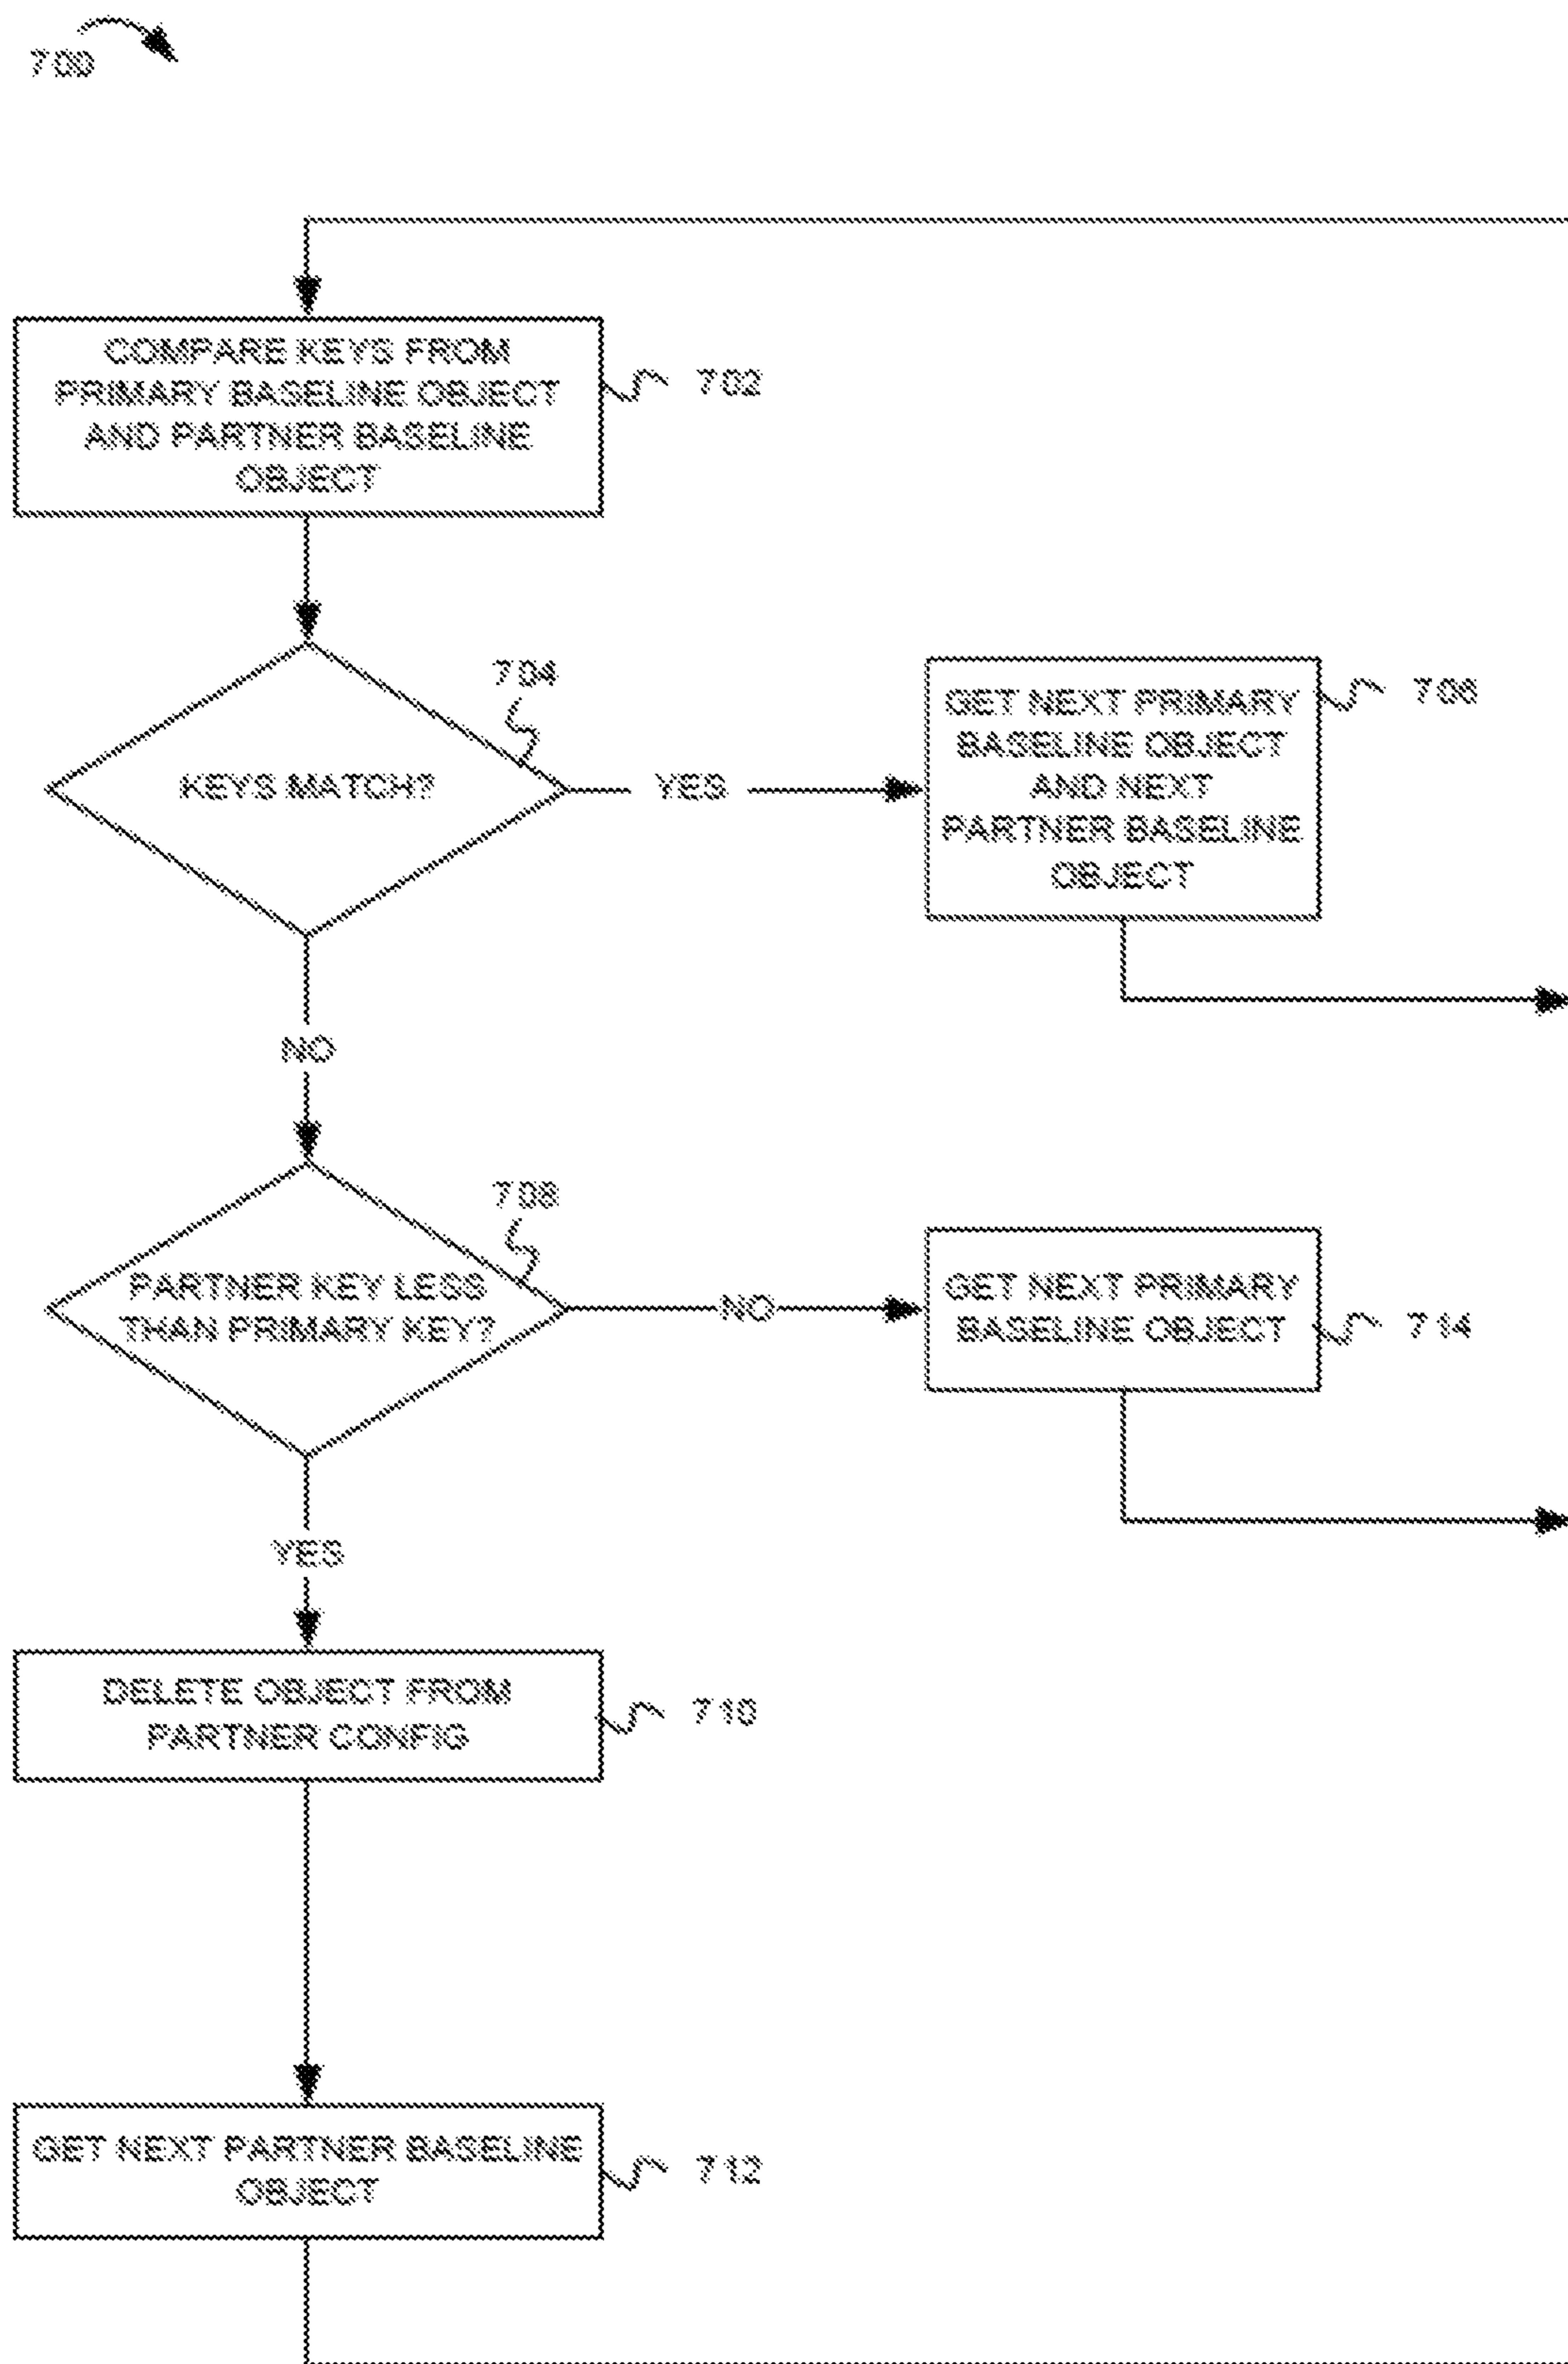 700
COMPARE KEYS FROM
PRIMARY BASELINE OBJECT
AND PARTNER BASELINE
OBJECT
702
704
KEYS MATCH?
YES
GET NEXT PRIMARY
BASELINE OBJECT
AND NEXT
PARTNER BASELINE
OBJECT
706
NO
708
PARTNER KEY LESS
THAN PRIMARY KEY?
NO
GET NEXT PRIMARY
BASELINE OBJECT
714
YES
DELETE OBJECT FROM
PARTNER CONFIG
710
GET NEXT PARTNER BASELINE
OBJECT
712